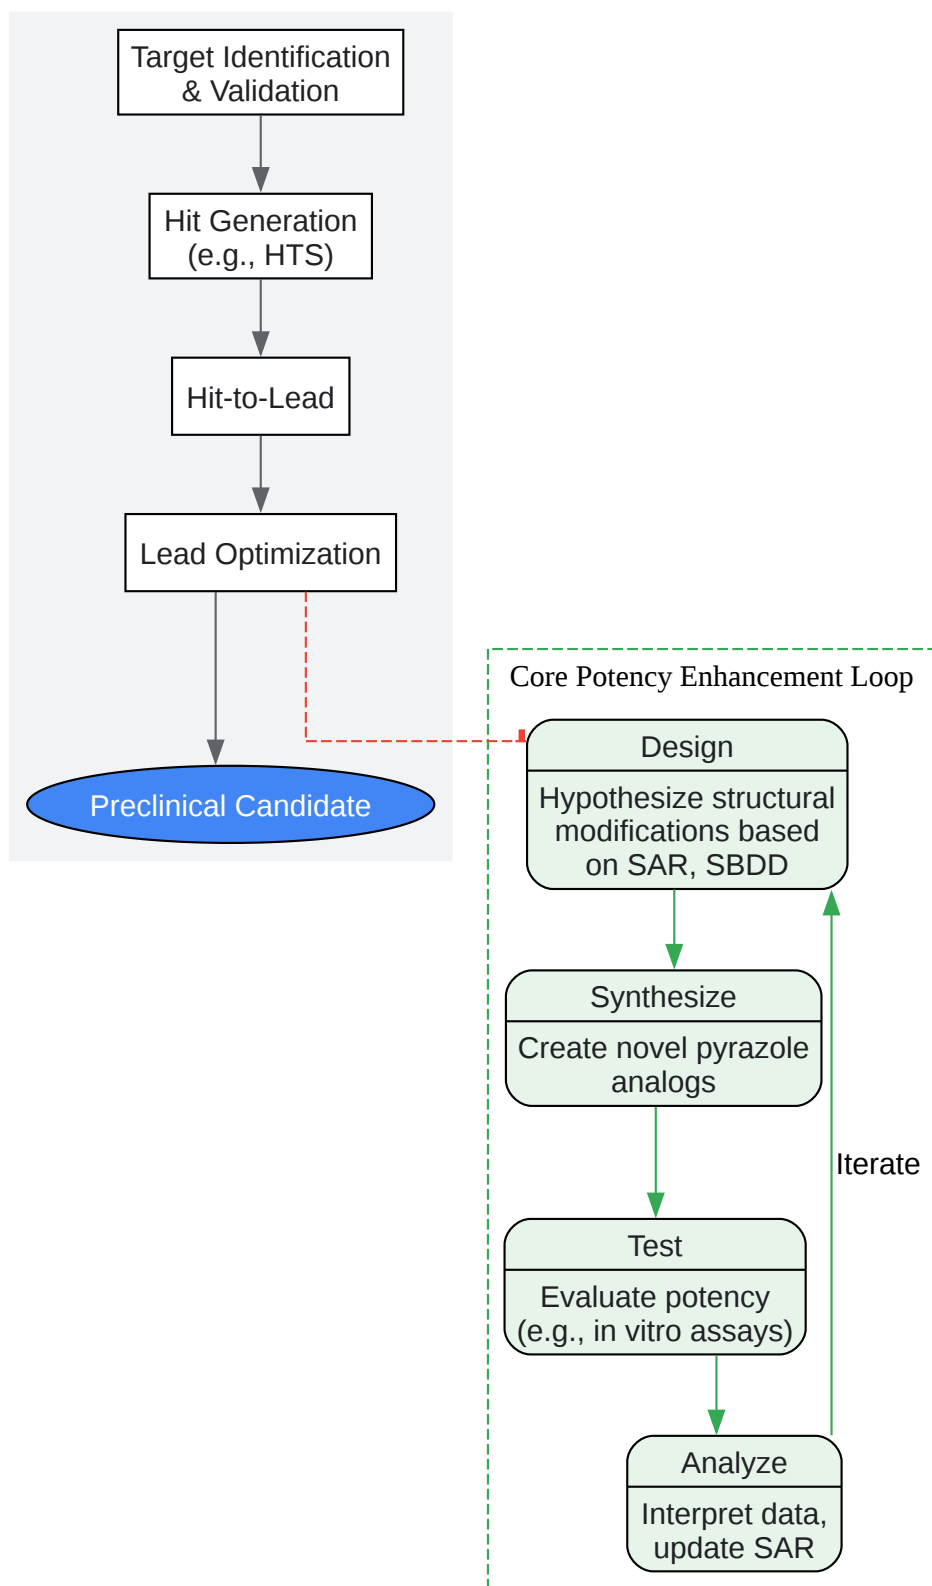 Target Identification
& Validation
Hit Generation
(e.g., HTS)
Hit-to-Lead
Lead Optimization
Preclinical Candidate
Core Potency Enhancement Loop
Design
Hypothesize structural
modifications based
on SAR, SBDD
Synthesize
Create novel pyrazole
analogs
Iterate
Test
Evaluate potency
(e.g., in vitro assays)
Analyze
Interpret data,
update SAR